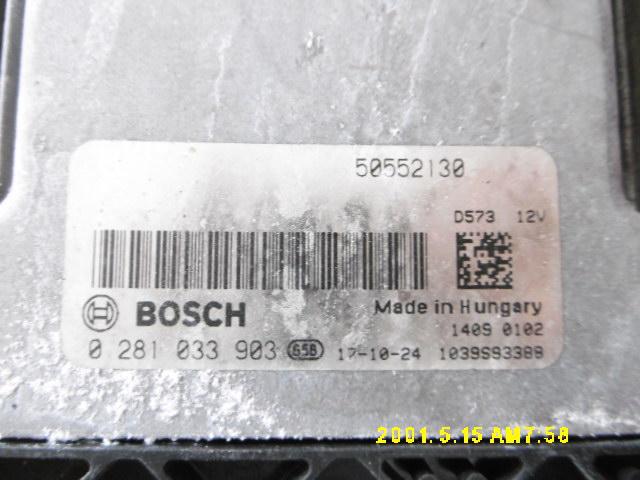 50552130
D573 12V
BOSCH
Made in Hungary
1409 0102
0 281 033 903 GSB 17-10-24 1039S93388
2001.5.15 AM7:58